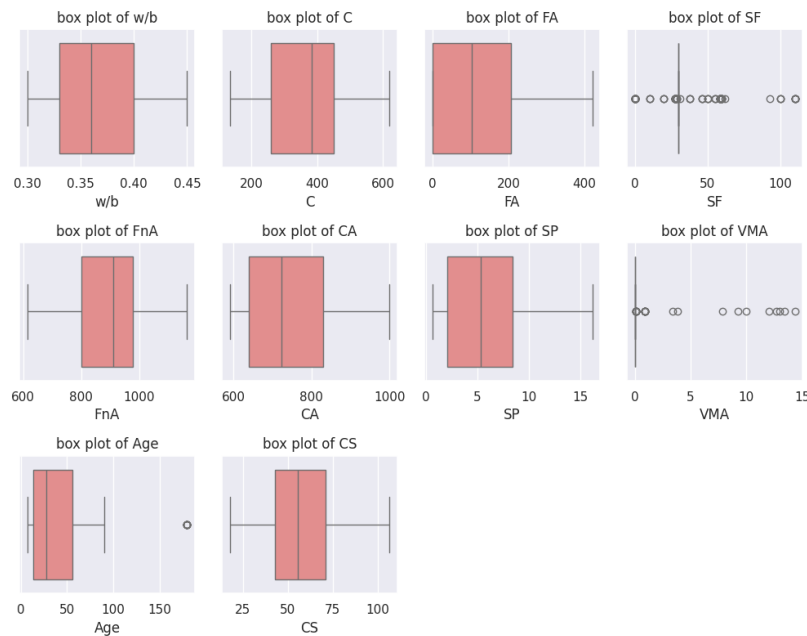 box plot of w/b
box plot of C
box plot of FA
box plot of SF
0.30 0.35 0.40 0.45
200 400 600
0 200 400
0 50 100
w/b
C
FA
SF
box plot of FnA
box plot of CA
box plot of SP
box plot of VMA
600 800 1000
600 800 1000
0 5 10 15
0 5 10 15
FnA
CA
SP
VMA
box plot of Age
box plot of CS
0 50 100 150
25 50 75 100
Age
CS